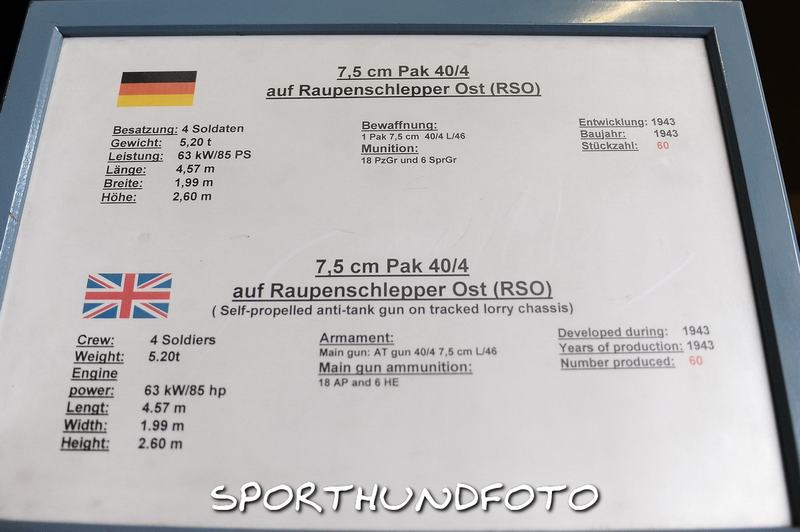 7,5 cm Pak 40/4
auf Raupenschlepper Ost (RSO)
Besatzung: 4 Soldaten
Gewicht: 5,20 t
Leistung: 63 kW/85 PS
Länge: 4,57 m
Breite: 1,99 m
Höhe: 2,60 m
Bewaffnung:
1 Pak 7,5 cm 40/4 L/46
Munition:
18 PzGr und 6 SprGr
Entwicklung: 1943
Baujahr: 1943
Stückzahl: 60
7,5 cm Pak 40/4
auf Raupenschlepper Ost (RSO)
( Self-propelled anti-tank gun on tracked lorry chassis)
Crew: 4 Soldiers
Weight: 5.20t
Engine
power: 63 kW/85 hp
Lengt: 4.57 m
Width: 1.99 m
Height: 2.60 m
Armament:
Main gun: AT gun 40/4 7,5 cm L/46
Main gun ammunition:
18 AP and 6 HE
Developed during: 1943
Years of production: 1943
Number produced: 60
SPORTHUNDFOTO